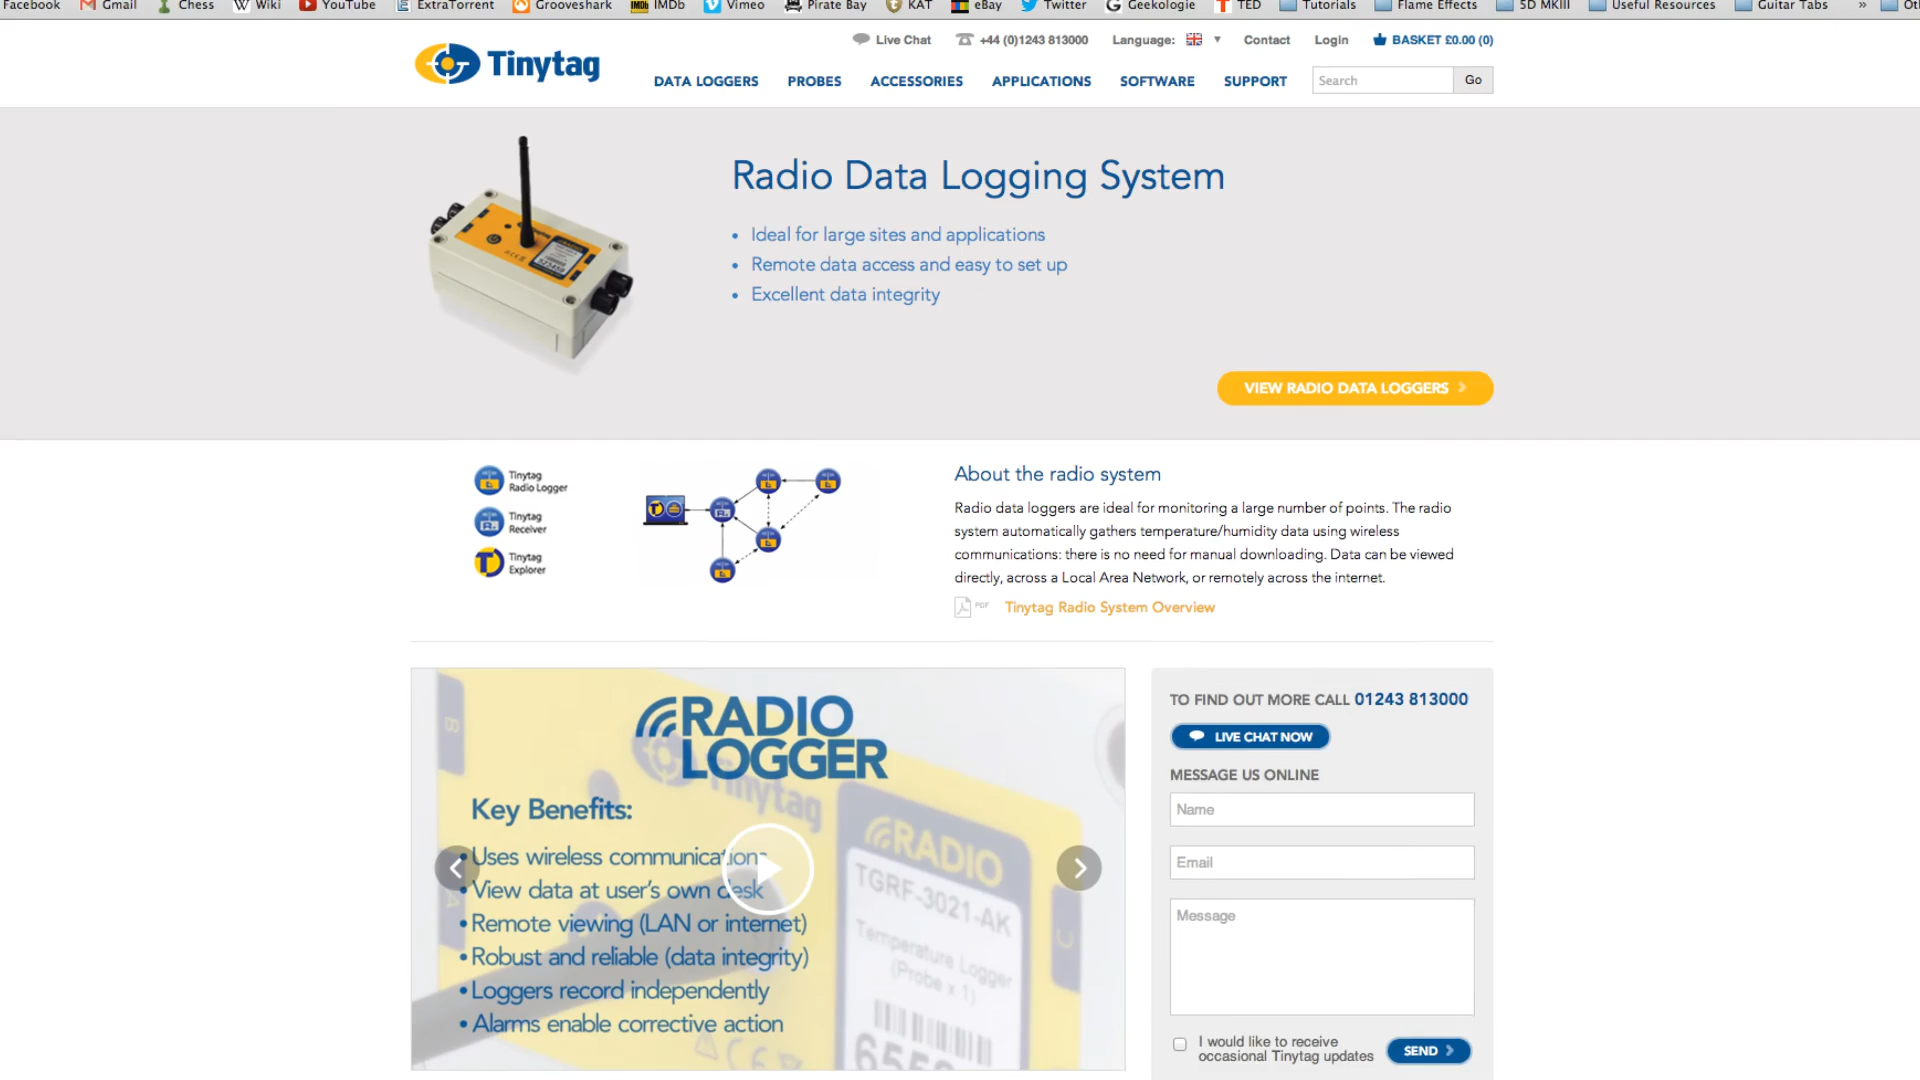 Facebook Gmail Chess Wiki YouTube ExtraTorrent Grooveshark IMDb Vimeo Pirate Bay KAT eBay Twitter Geekologie TED Tutorials Flame Effects 5D MKIII Useful Resources Guitar Tabs »
Live Chat +44 (0)1243 813000 Language: Contact Login BASKET £0.00 (0)
Tinytag
DATA LOGGERS PROBES ACCESSORIES APPLICATIONS SOFTWARE SUPPORT Search Go
Radio Data Logging System
• Ideal for large sites and applications
• Remote data access and easy to set up
• Excellent data integrity
VIEW RADIO DATA LOGGERS
Tinytag
Radio Logger
Tinytag
Receiver
Tinytag
Explorer
About the radio system
Radio data loggers are ideal for monitoring a large number of points. The radio
system automatically gathers temperature/humidity data using wireless
communications: there is no need for manual downloading. Data can be viewed
directly, across a Local Area Network, or remotely across the internet.
PDF Tinytag Radio System Overview
RADIO
LOGGER
Key Benefits:
• Uses wireless communications
• View data at user's own desk
• Remote viewing (LAN or internet)
• Robust and reliable (data integrity)
• Loggers record independently
• Alarms enable corrective action
Tinytag
RADIO
TGRF-3021-AK
Temperature Logger
(Probe x 1)
TO FIND OUT MORE CALL 01243 813000
LIVE CHAT NOW
MESSAGE US ONLINE
Name
Email
Message
I would like to receive
occasional Tinytag updates
SEND